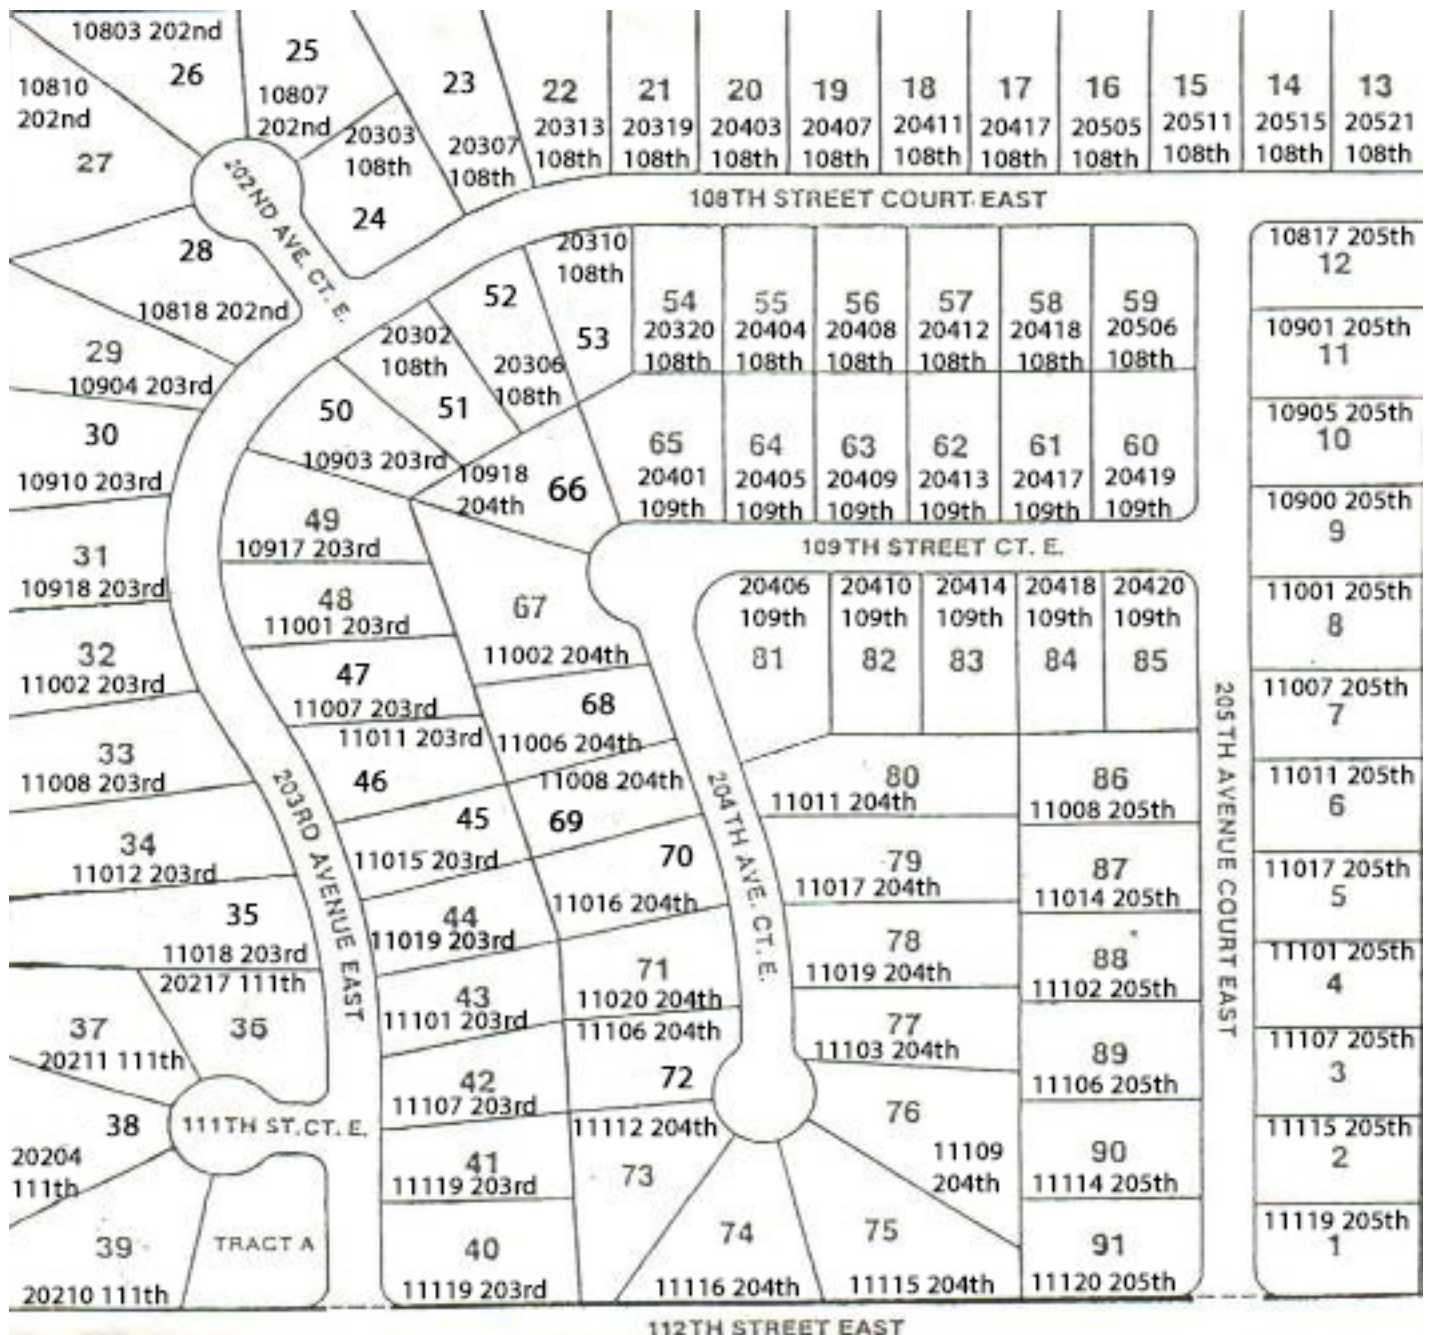 10803 202nd
26
25
10807
202nd
23
20307
108th
10810
202nd
27
20303
108th
24
22
20313
108th
21
20319
108th
20
20403
108th
19
20407
108th
18
20411
108th
17
20417
108th
16
20505
108th
15
20511
108th
14
20515
108th
13
20521
108th
202ND AVE. CT. E.
108TH STREET COURT EAST
28
10818 202nd
29
10904 203rd
30
10910 203rd
31
10918 203rd
32
11002 203rd
33
11008 203rd
34
11012 203rd
35
11018 203rd
20217 111th
36
37
20211 111th
38
20204
111th
111TH ST. CT. E.
39
20210 111th
TRACT A
203RD AVENUE EAST
20310
108th
53
52
20306
108th
20302
108th
51
50
10903 203rd
54
20320
108th
55
20404
108th
56
20408
108th
57
20412
108th
58
20418
108th
59
20506
108th
10918
204th
66
65
20401
109th
64
20405
109th
63
20409
109th
62
20413
109th
61
20417
109th
60
20419
109th
109TH STREET CT. E.
49
10917 203rd
48
11001 203rd
47
11007 203rd
11011 203rd
46
45
11015 203rd
44
11019 203rd
43
11101 203rd
42
11107 203rd
41
11119 203rd
40
11119 203rd
67
11002 204th
68
11006 204th
11008 204th
69
70
11016 204th
71
11020 204th
11106 204th
72
11112 204th
73
74
11116 204th
75
11115 204th
76
11109
204th
77
11103 204th
78
11019 204th
79
11017 204th
80
11011 204th
204TH AVE. CT. E.
20406
109th
81
20410
109th
82
20414
109th
83
20418
109th
84
20420
109th
85
86
11008 205th
87
11014 205th
88
11102 205th
89
11106 205th
90
11114 205th
91
11120 205th
205TH AVENUE COURT EAST
10817 205th
12
10901 205th
11
10905 205th
10
10900 205th
9
11001 205th
8
11007 205th
7
11011 205th
6
11017 205th
5
11101 205th
4
11107 205th
3
11115 205th
2
11119 205th
1
112TH STREET EAST